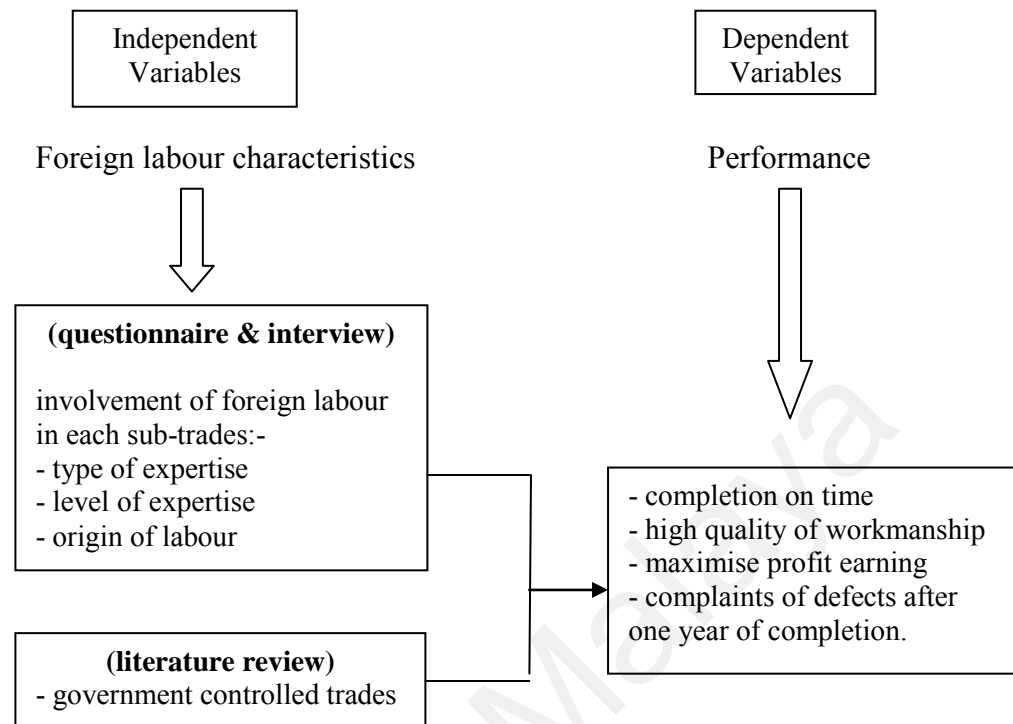 Independent
Variables
Dependent
Variables
Foreign labour characteristics
Performance
(questionnaire & interview)
involvement of foreign labour
in each sub-trades:-
- type of expertise
- level of expertise
- origin of labour
(literature review)
- government controlled trades
- completion on time
- high quality of workmanship
- maximise profit earning
- complaints of defects after
one year of completion.
Malaya